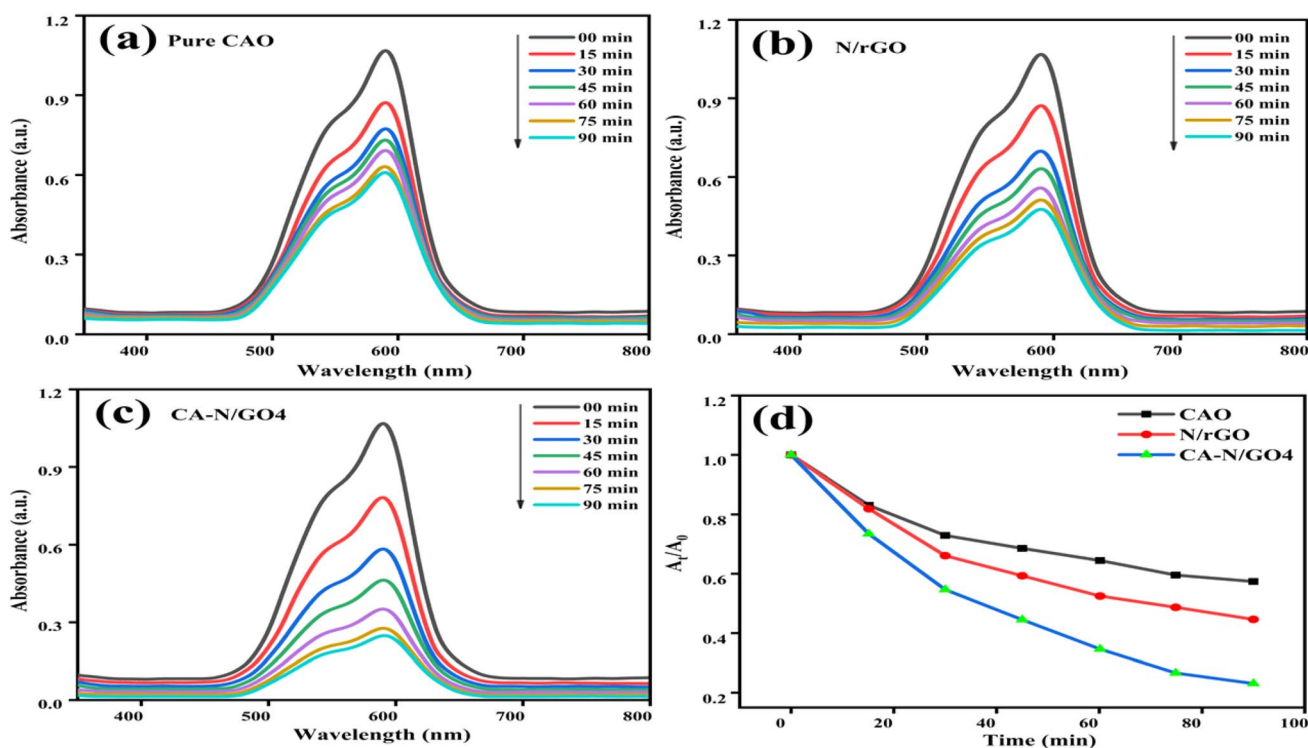 (a) Pure CAO
00 min
15 min
30 min
45 min
60 min
75 min
90 min
1.2
0.9
0.6
0.3
0.0
Absorbance (a.u.)
400 500 600 700 800
Wavelength (nm)
(b) N/rGO
00 min
15 min
30 min
45 min
60 min
75 min
90 min
1.2
0.9
0.6
0.3
0.0
Absorbance (a.u.)
400 500 600 700 800
Wavelength (nm)
(c) CA-N/GO4
00 min
15 min
30 min
45 min
60 min
75 min
90 min
1.2
0.9
0.6
0.3
0.0
Absorbance (a.u.)
400 500 600 700 800
Wavelength (nm)
(d)
CAO
N/rGO
CA-N/GO4
1.0
0.8
0.6
0.4
0.2
At/A0
0 20 40 60 80 100
Time (min)